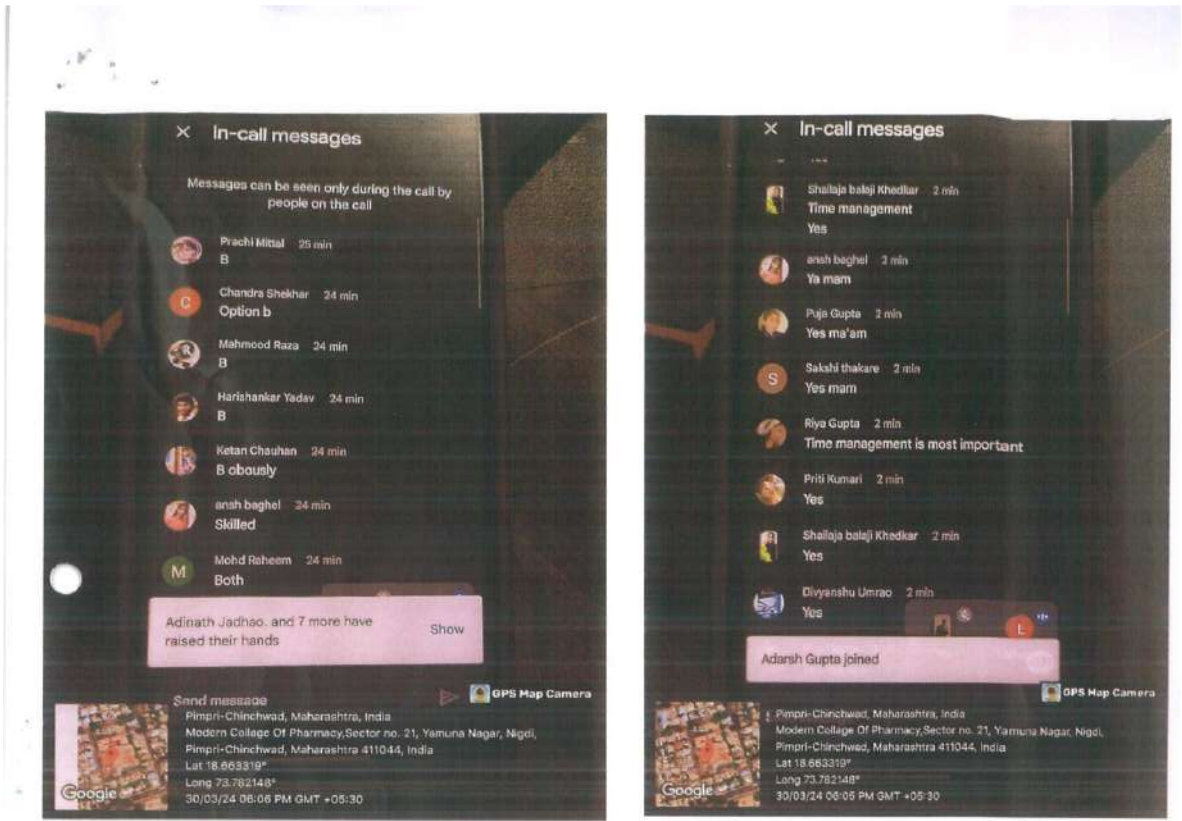 In-call messages
Messages can be seen only during the call by
people on the call
Prachi Mittal 25 min
B
C
Chandra Shekhar 24 min
Option b
Mahmood Raza 24 min
B
Harishankar Yadav 24 min
B
Ketan Chauhan 24 min
B obously
ansh baghel 24 min
Skilled
M
Mohd Raheem 24 min
Both
Adinath Jadhao. and 7 more have
raised their hands
Show
Send message
GPS Map Camera
Pimpri-Chinchwad, Maharashtra, India
Modern Collage Of Pharmacy,Sector no. 21, Yamuna Nagar, Nigdi,
Pimpri-Chinchwad, Maharashtra 411044, India
Lat 18.663319°
Long 73.782148°
30/03/24 06:06 PM GMT +05:30
Google
In-call messages
Shailaja balaji Khedkar 2 min
Time management
Yes
ansh baghel 2 min
Ya mam
Puja Gupta 2 min
Yes ma'am
S
Sakshi thakare 2 min
Yes mam
Riya Gupta 2 min
Time management is most important
Priti Kumari 2 min
Yes
Shailaja balaji Khedkar 2 min
Yes
Divyanshu Umrao 2 min
Yes
L
Adarsh Gupta joined
GPS Map Camera
Pimpri-Chinchwad, Maharashtra, India
Modern Collage Of Pharmacy,Sector no. 21, Yamuna Nagar, Nigdi,
Pimpri-Chinchwad, Maharashtra 411044, India
Lat 18.663319°
Long 73.782148°
30/03/24 06:05 PM GMT +05:30
Google